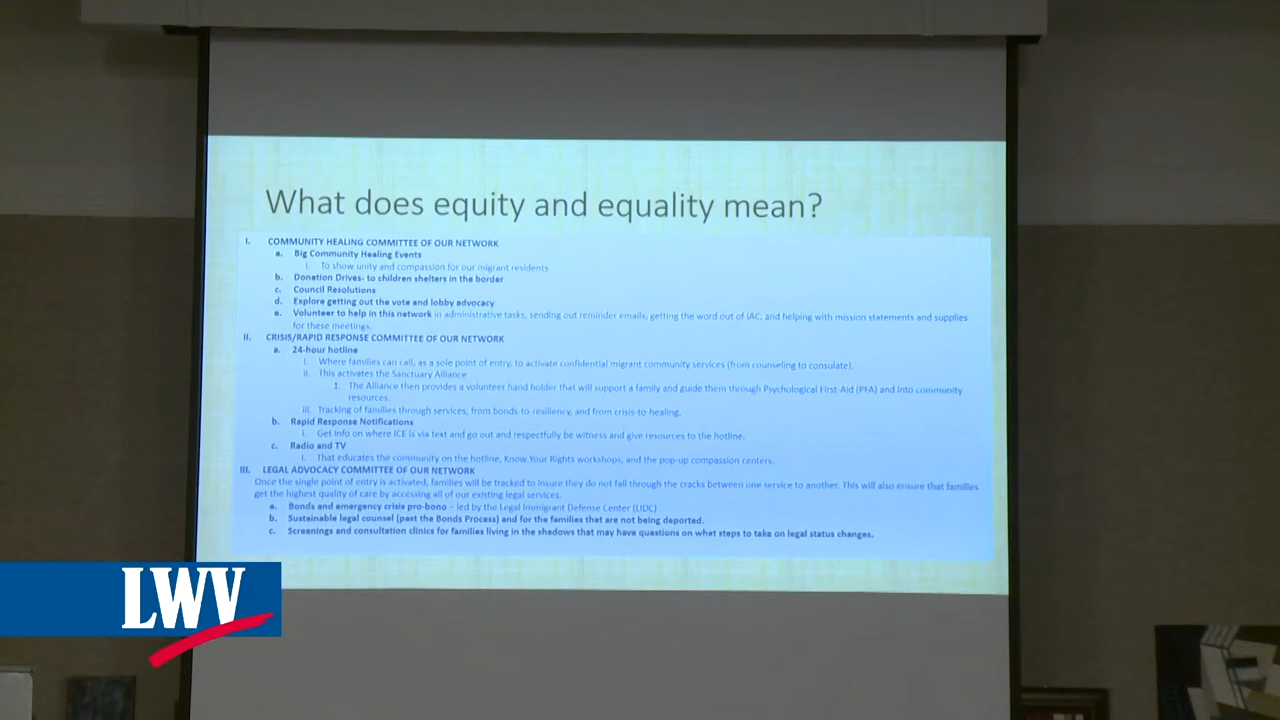 What does equity and equality mean?
I. COMMUNITY HEALING COMMITTEE OF OUR NETWORK
a. Big Community Healing Events
i. To show unity and compassion for our migrant residents
b. Donation Drives- to children shelters in the border
c. Council Resolutions
d. Explore getting out the vote and lobby advocacy
e. Volunteer to help in this network in administrative tasks, sending out reminder emails, getting the word out of IAC, and helping with mission statements and supplies
for these meetings.
II. CRISIS/RAPID RESPONSE COMMITTEE OF OUR NETWORK
a. 24-hour hotline
i. Where families can call, as a sole point of entry, to activate confidential migrant community services (from counseling to consulate).
ii. This activates the Sanctuary Alliance
1. The Alliance then provides a volunteer hand holder that will support a family and guide them through Psychological First-Aid (PFA) and into community
resources.
iii. Tracking of families through services, from bonds to resiliency, and from crisis-to-healing.
b. Rapid Response Notifications
i. Get info on where ICE is via text and go out and respectfully be witness and give resources to the hotline.
c. Radio and TV
i. That educates the community on the hotline, Know Your Rights workshops, and the pop-up compassion centers.
III. LEGAL ADVOCACY COMMITTEE OF OUR NETWORK
Once the single point of entry is activated, families will be tracked to insure they do not fall through the cracks between one service to another. This will also ensure that families
get the highest quality of care by accessing all of our existing legal services.
a. Bonds and emergency crisis pro-bono – led by the Legal Immigrant Defense Center (LIDC)
b. Sustainable legal counsel (past the Bonds Process) and for the families that are not being deported.
c. Screenings and consultation clinics for families living in the shadows that may have questions on what steps to take on legal status changes.
LWV